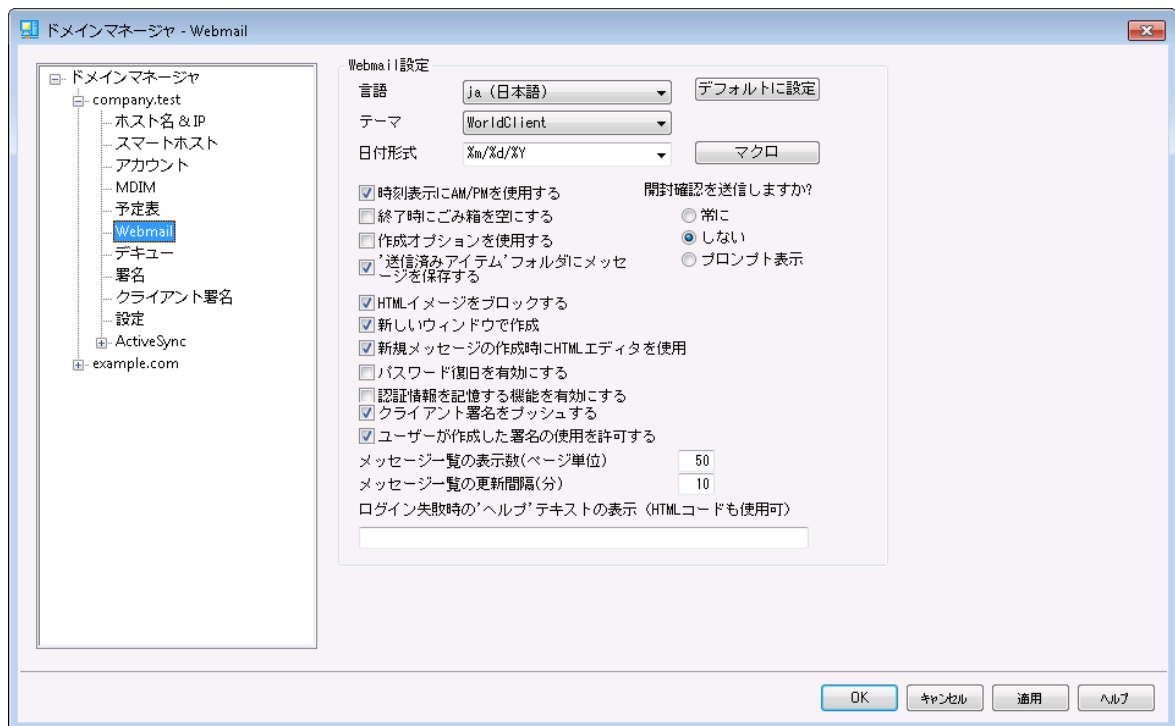 ドメインマネージャ - Webmail
ドメインマネージャ
company.test
ホスト名 & IP
スマートホスト
アカウント
MDIM
予定表
Webmail
デキュー
署名
クライアント署名
設定
ActiveSync
example.com
Webmail設定
言語
ja (日本語)
デフォルトに設定
テーマ
WorldClient
日付形式
%m/%d/%Y
マクロ
時刻表示にAM/PMを使用する
終了時にごみ箱を空にする
作成オプションを使用する
'送信済みアイテム'フォルダにメッセ
ージを保存する
開封確認を送信しますか?
常に
しない
プロンプト表示
HTMLイメージをブロックする
新しいウィンドウで作成
新規メッセージの作成時にHTMLエディタを使用
パスワード復旧を有効にする
認証情報を記憶する機能を有効にする
クライアント署名をプッシュする
ユーザーが作成した署名の使用を許可する
メッセージ一覧の表示数(ページ単位) 50
メッセージ一覧の更新間隔(分) 10
ログイン失敗時の'ヘルプ'テキストの表示 (HTMLコードも使用可)
OK
キャンセル
適用
ヘルプ